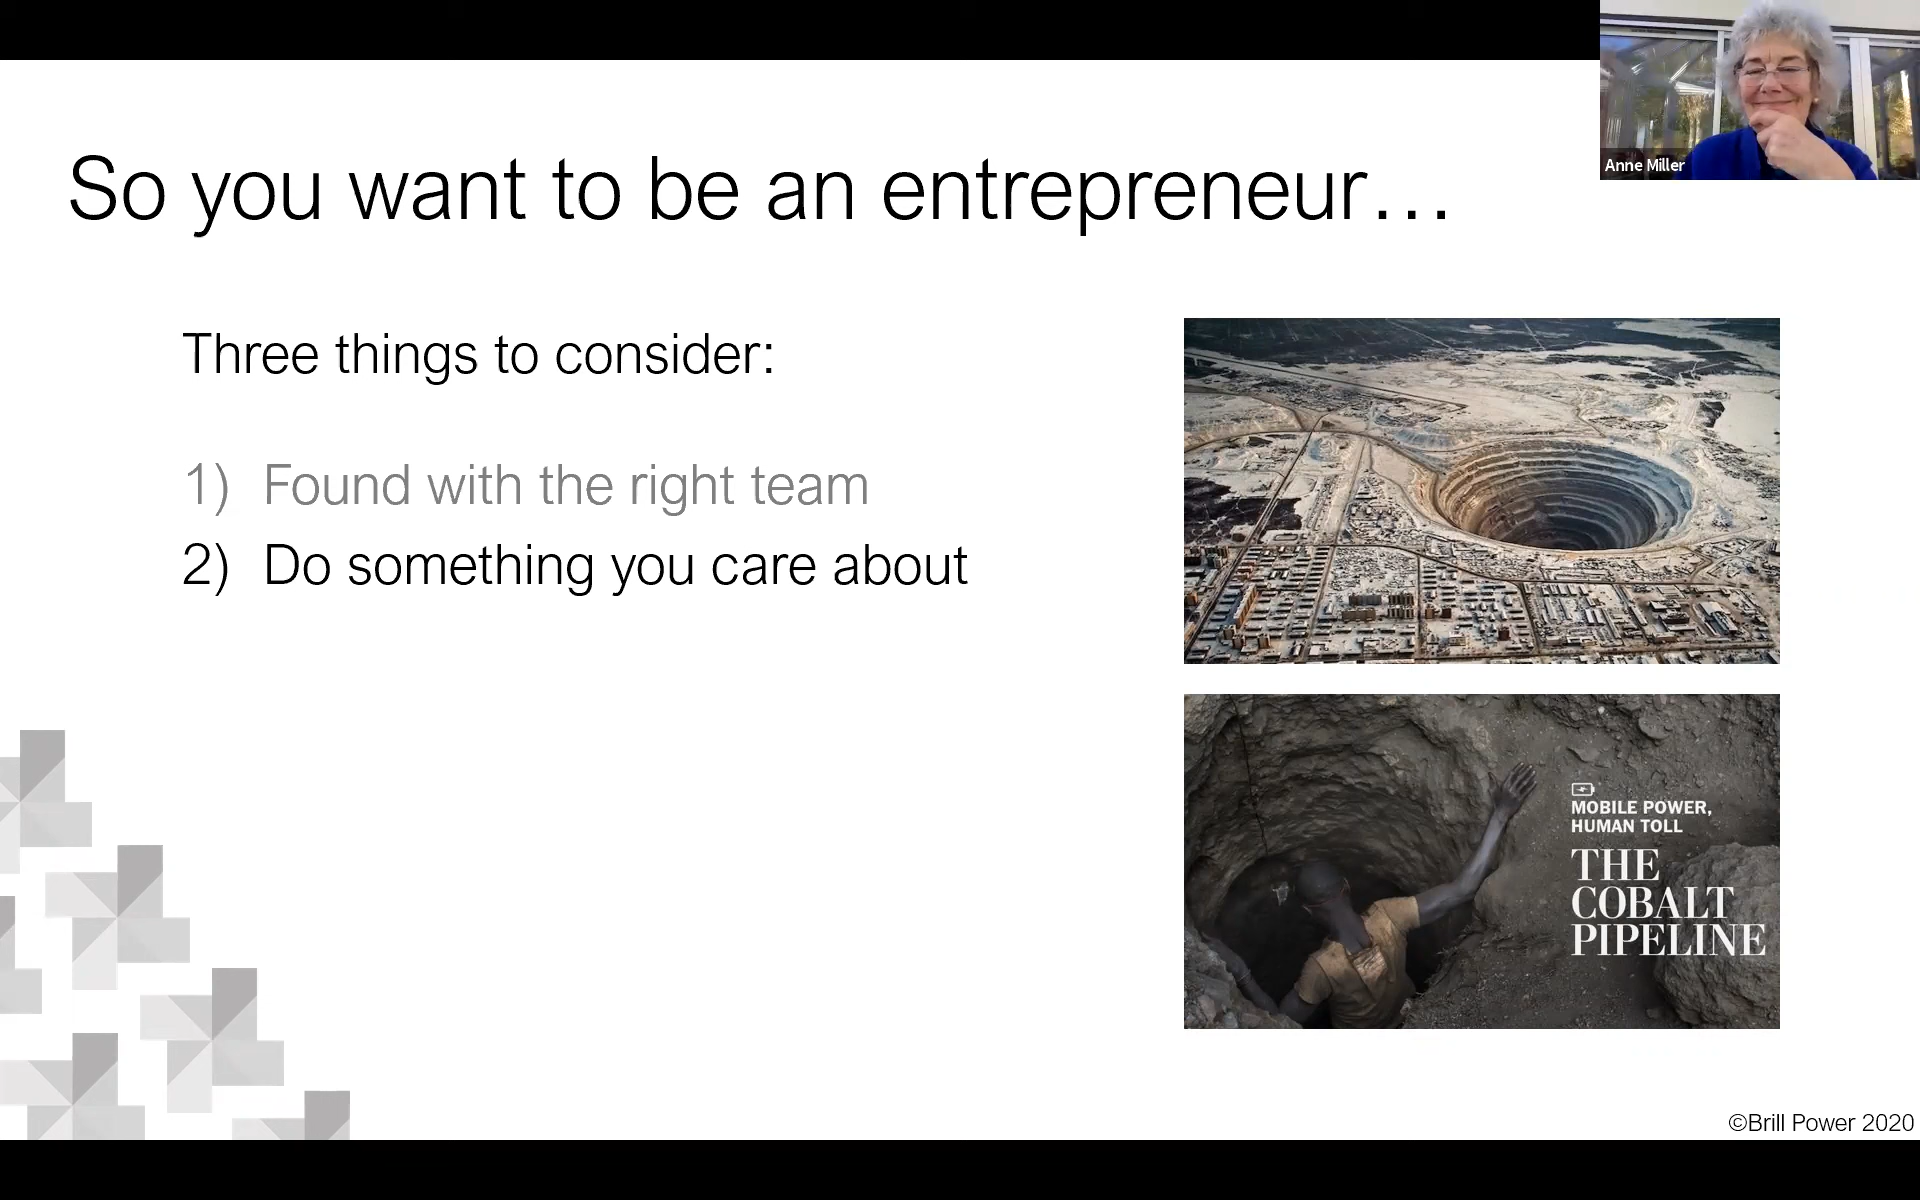 Anne Miller
So you want to be an entrepreneur...
Three things to consider:
1) Found with the right team
2) Do something you care about
MOBILE POWER,
HUMAN TOLL
THE
COBALT
PIPELINE
©Brill Power 2020